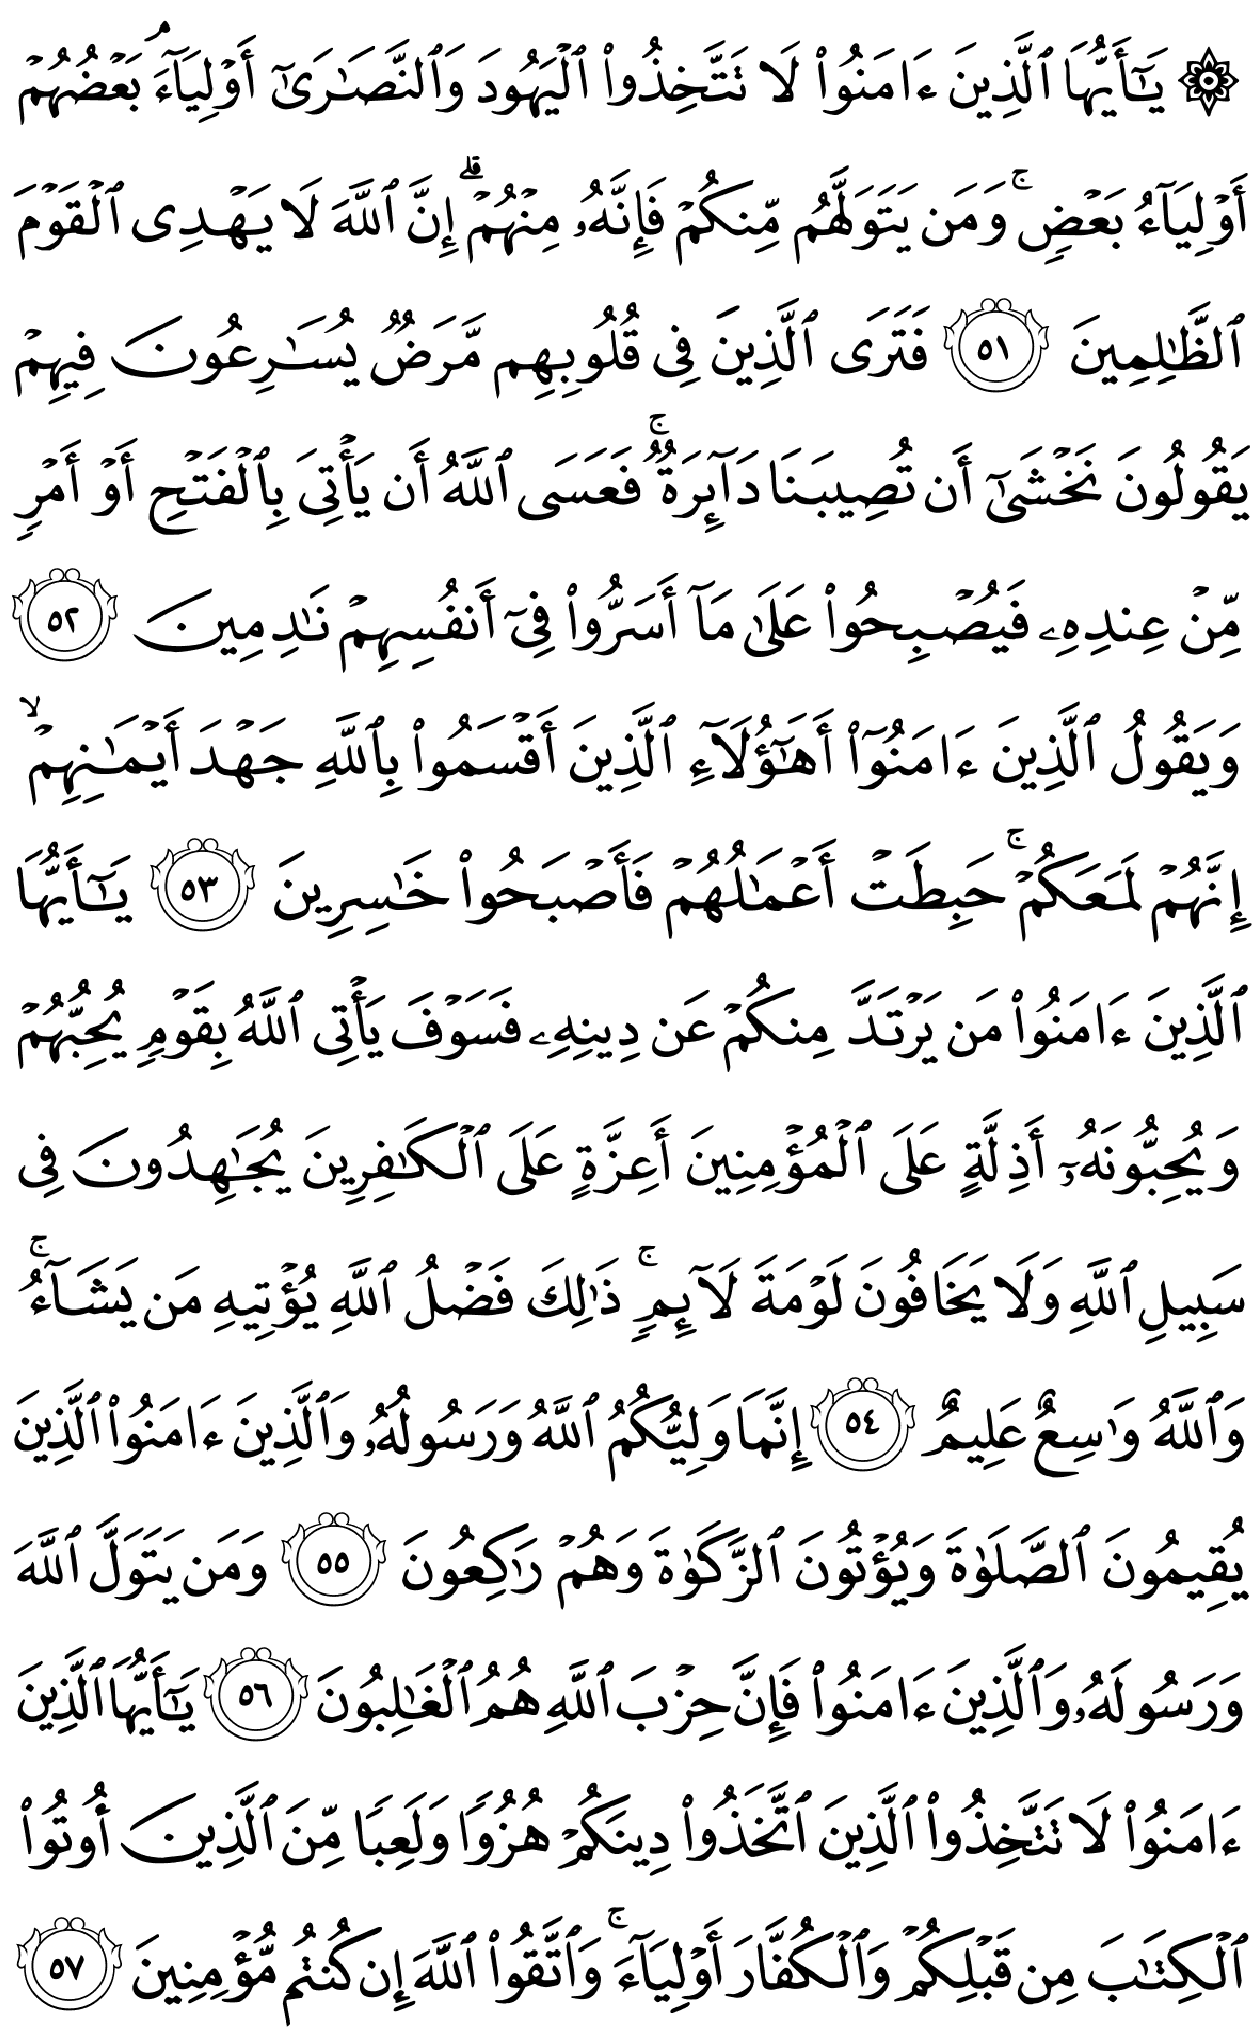 ۞ يَٰٓأَيُّهَا ٱلَّذِينَ ءَامَنُوا۟ لَا تَتَّخِذُوا۟ ٱلْيَهُودَ وَٱلنَّصَٰرَىٰٓ أَوْلِيَآءَ ۘ بَعْضُهُمْ
أَوْلِيَآءُ بَعْضٍ ۚ وَمَن يَتَوَلَّهُم مِّنكُمْ فَإِنَّهُۥ مِنْهُمْ ۗ إِنَّ ٱللَّهَ لَا يَهْدِى ٱلْقَوْمَ
ٱلظَّٰلِمِينَ ٥١ فَتَرَى ٱلَّذِينَ فِى قُلُوبِهِم مَّرَضٌ يُسَٰرِعُونَ فِيهِمْ
يَقُولُونَ نَخْشَىٰٓ أَن تُصِيبَنَا دَآئِرَةٌ ۚ فَعَسَى ٱللَّهُ أَن يَأْتِىَ بِٱلْفَتْحِ أَوْ أَمْرٍ
مِّنْ عِندِهِۦ فَيُصْبِحُوا۟ عَلَىٰ مَآ أَسَرُّوا۟ فِىٓ أَنفُسِهِمْ نَٰدِمِينَ ٥٢
وَيَقُولُ ٱلَّذِينَ ءَامَنُوٓا۟ أَهَٰٓؤُلَآءِ ٱلَّذِينَ أَقْسَمُوا۟ بِٱللَّهِ جَهْدَ أَيْمَٰنِهِمْ ۙ
إِنَّهُمْ لَمَعَكُمْ ۚ حَبِطَتْ أَعْمَٰلُهُمْ فَأَصْبَحُوا۟ خَٰسِرِينَ ٥٣ يَٰٓأَيُّهَا
ٱلَّذِينَ ءَامَنُوا۟ مَن يَرْتَدَّ مِنكُمْ عَن دِينِهِۦ فَسَوْفَ يَأْتِى ٱللَّهُ بِقَوْمٍ يُحِبُّهُمْ
وَيُحِبُّونَهُۥٓ أَذِلَّةٍ عَلَى ٱلْمُؤْمِنِينَ أَعِزَّةٍ عَلَى ٱلْكَٰفِرِينَ يُجَٰهِدُونَ فِى
سَبِيلِ ٱللَّهِ وَلَا يَخَافُونَ لَوْمَةَ لَآئِمٍ ۚ ذَٰلِكَ فَضْلُ ٱللَّهِ يُؤْتِيهِ مَن يَشَآءُ ۚ
وَٱللَّهُ وَٰسِعٌ عَلِيمٌ ٥٤ إِنَّمَا وَلِيُّكُمُ ٱللَّهُ وَرَسُولُهُۥ وَٱلَّذِينَ ءَامَنُوا۟ ٱلَّذِينَ
يُقِيمُونَ ٱلصَّلَوٰةَ وَيُؤْتُونَ ٱلزَّكَوٰةَ وَهُمْ رَٰكِعُونَ ٥٥ وَمَن يَتَوَلَّ ٱللَّهَ
وَرَسُولَهُۥ وَٱلَّذِينَ ءَامَنُوا۟ فَإِنَّ حِزْبَ ٱللَّهِ هُمُ ٱلْغَٰلِبُونَ ٥٦ يَٰٓأَيُّهَا ٱلَّذِينَ
ءَامَنُوا۟ لَا تَتَّخِذُوا۟ ٱلَّذِينَ ٱتَّخَذُوا۟ دِينَكُمْ هُزُوًا وَلَعِبًا مِّنَ ٱلَّذِينَ أُوتُوا۟
ٱلْكِتَٰبَ مِن قَبْلِكُمْ وَٱلْكُفَّارَ أَوْلِيَآءَ ۚ وَٱتَّقُوا۟ ٱللَّهَ إِن كُنتُم مُّؤْمِنِينَ ٥٧